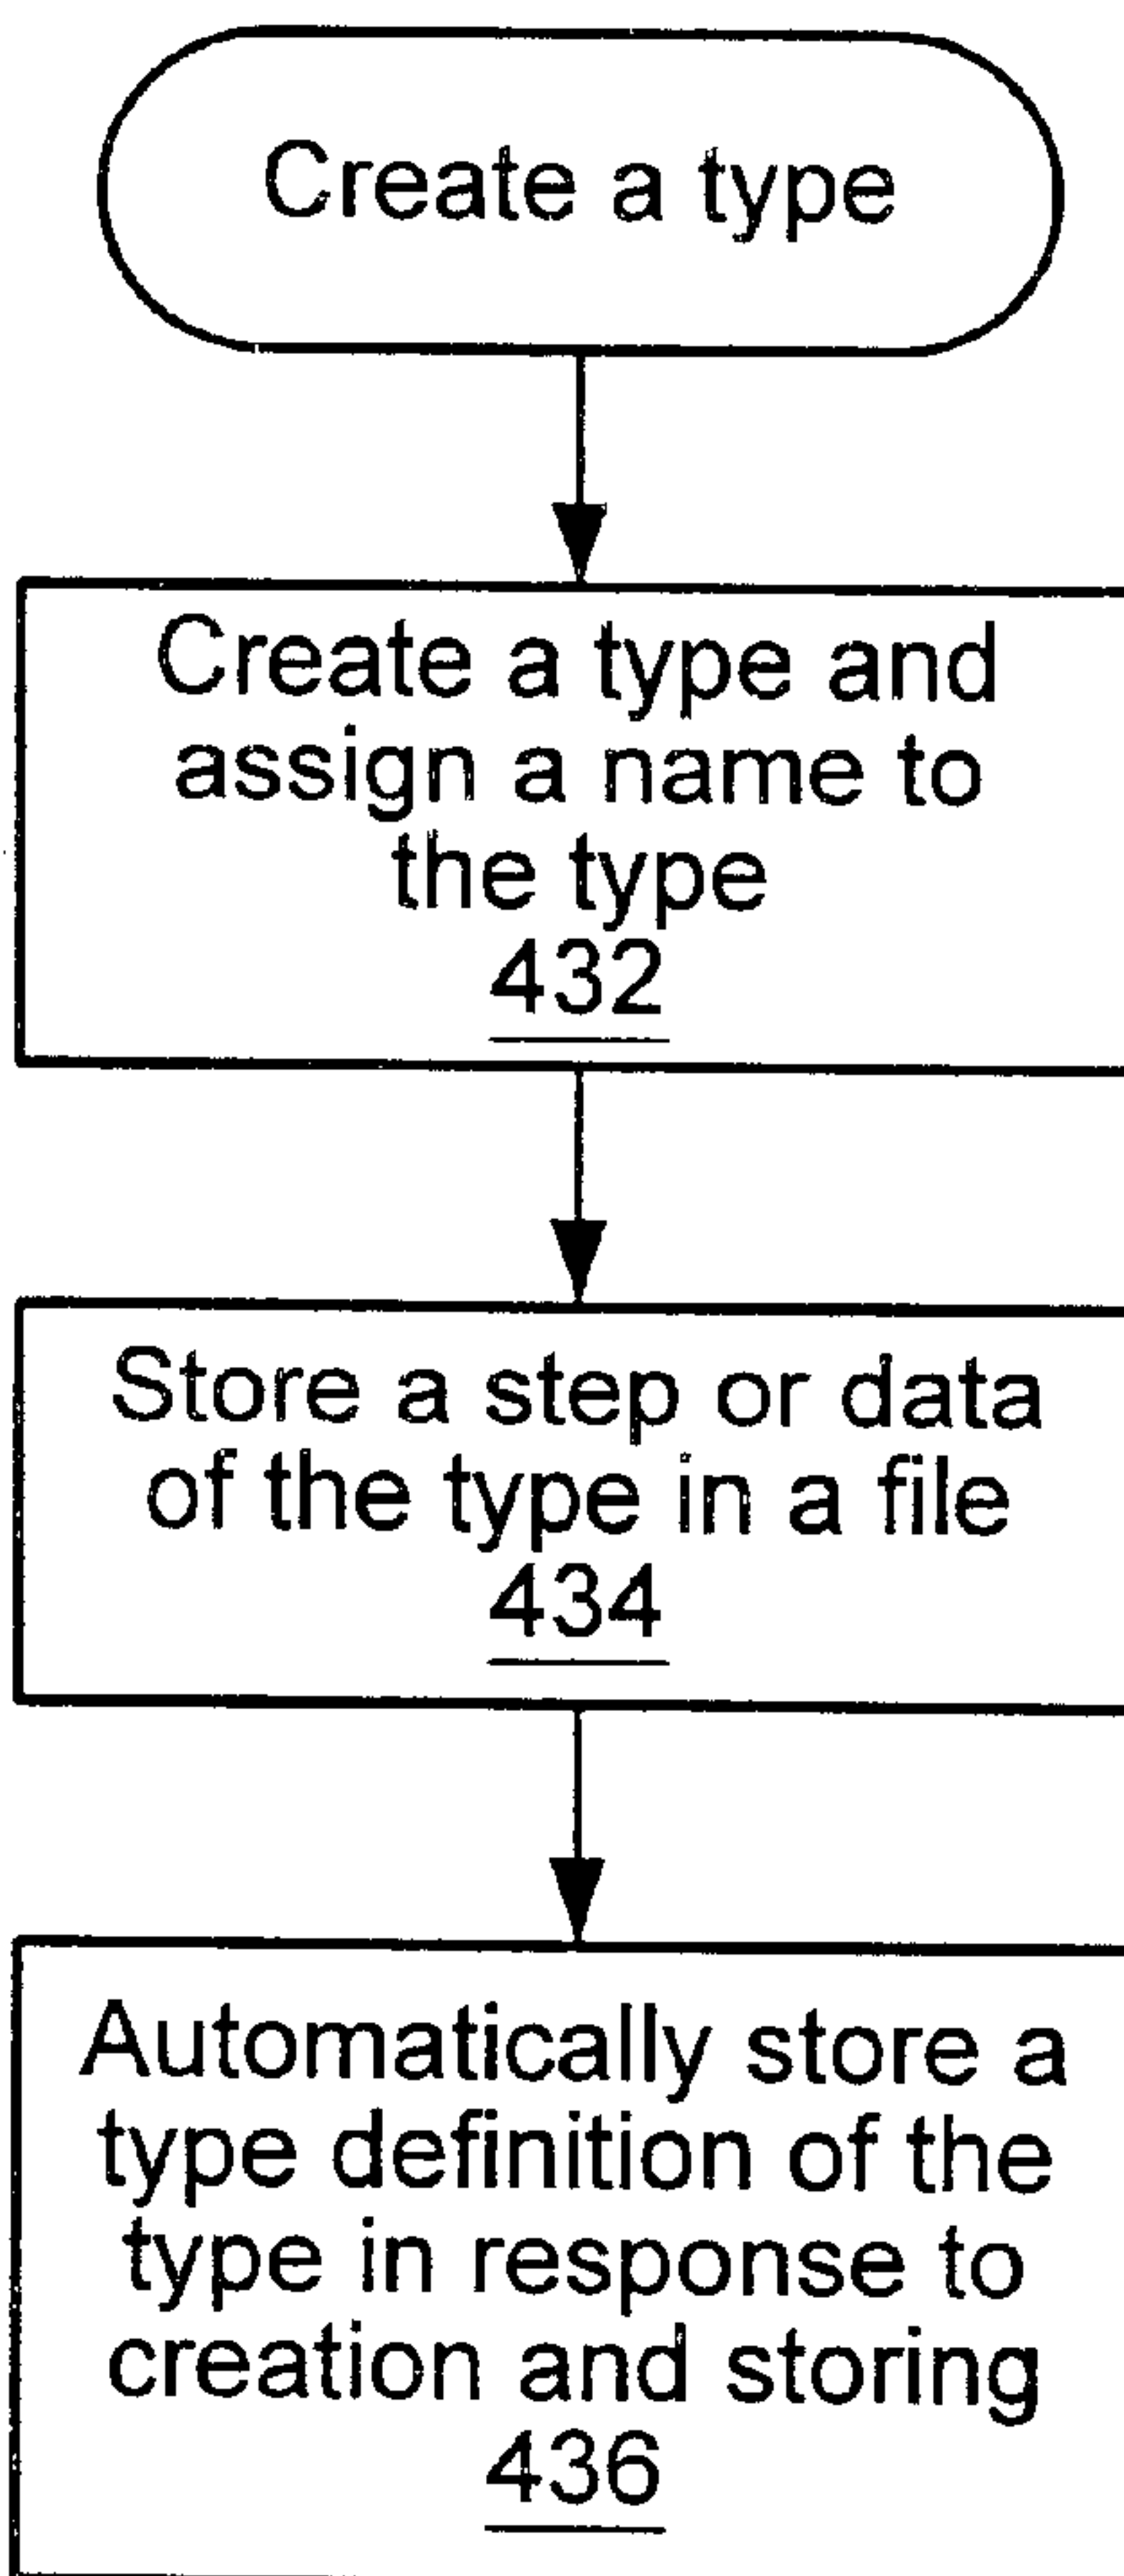 Create a type
Create a type and
assign a name to
the type
432
Store a step or data
of the type in a file
434
Automatically store a
type definition of the
type in response to
creation and storing
436